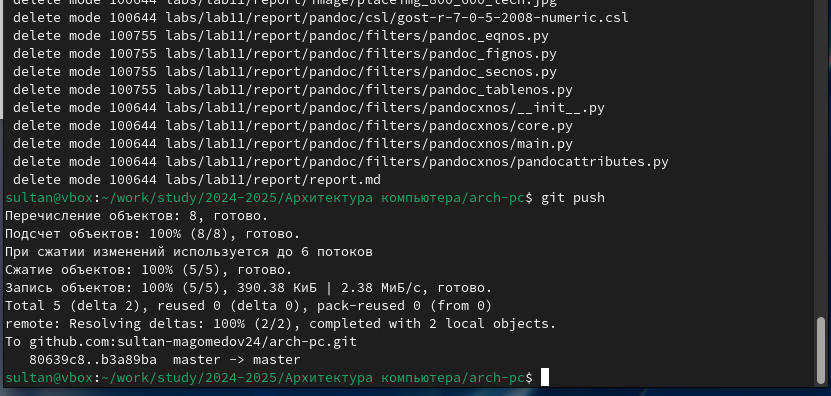 delete mode 100644 labs/lab11/report/image/placeimg_800_600_tech.jpg
delete mode 100644 labs/lab11/report/pandoc/csl/gost-r-7-0-5-2008-numeric.csl
delete mode 100755 labs/lab11/report/pandoc/filters/pandoc_eqnos.py
delete mode 100755 labs/lab11/report/pandoc/filters/pandoc_fignos.py
delete mode 100755 labs/lab11/report/pandoc/filters/pandoc_secnos.py
delete mode 100755 labs/lab11/report/pandoc/filters/pandoc_tablenos.py
delete mode 100644 labs/lab11/report/pandoc/filters/pandocxnos/__init__.py
delete mode 100644 labs/lab11/report/pandoc/filters/pandocxnos/core.py
delete mode 100644 labs/lab11/report/pandoc/filters/pandocxnos/main.py
delete mode 100644 labs/lab11/report/pandoc/filters/pandocxnos/pandocattributes.py
delete mode 100644 labs/lab11/report/report.md
sultan@vbox:~/work/study/2024-2025/Архитектура компьютера/arch-pc$ git push
Перечисление объектов: 8, готово.
Подсчет объектов: 100% (8/8), готово.
При сжатии изменений используется до 6 потоков
Сжатие объектов: 100% (5/5), готово.
Запись объектов: 100% (5/5), 390.38 КиБ | 2.38 МиБ/с, готово.
Total 5 (delta 2), reused 0 (delta 0), pack-reused 0 (from 0)
remote: Resolving deltas: 100% (2/2), completed with 2 local objects.
To github.com:sultan-magomedov24/arch-pc.git
80639c8..b3a89ba  master -> master
sultan@vbox:~/work/study/2024-2025/Архитектура компьютера/arch-pc$